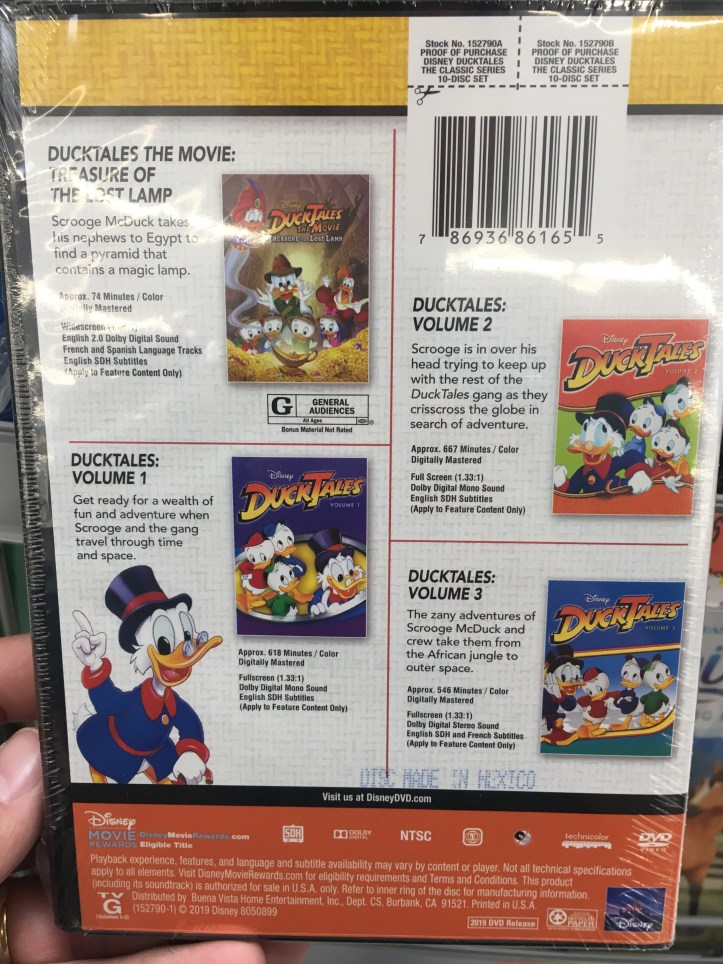 Stock No. 152790A
PROOF OF PURCHASE
DISNEY DUCKTALES
THE CLASSIC SERIES
10-DISC SET
Stock No. 152790B
PROOF OF PURCHASE
DISNEY DUCKTALES
THE CLASSIC SERIES
10-DISC SET
7 86936 86165 5
DUCKTALES THE MOVIE:
TREASURE OF
THE LOST LAMP
Scrooge McDuck takes
his nephews to Egypt to
find a pyramid that
contains a magic lamp.
Approx. 74 Minutes / Color
Digitally Mastered
Widescreen
English 2.0 Dolby Digital Sound
French and Spanish Language Tracks
English SDH Subtitles
(Apply to Feature Content Only)
Disney
DUCKTALES
THE MOVIE
TREASURE OF THE LOST LAMP
G GENERAL AUDIENCES
All Ages
Bonus Material Not Rated
DUCKTALES:
VOLUME 2
Scrooge is in over his
head trying to keep up
with the rest of the
DuckTales gang as they
crisscross the globe in
search of adventure.
Approx. 667 Minutes / Color
Digitally Mastered
Full Screen (1.33:1)
Dolby Digital Mono Sound
English SDH Subtitles
(Apply to Feature Content Only)
Disney
DUCKTALES
VOLUME 2
DUCKTALES:
VOLUME 1
Get ready for a wealth of
fun and adventure when
Scrooge and the gang
travel through time
and space.
Disney
DUCKTALES
VOLUME 1
Approx. 618 Minutes / Color
Digitally Mastered
Fullscreen (1.33:1)
Dolby Digital Mono Sound
English SDH Subtitles
(Apply to Feature Content Only)
DUCKTALES:
VOLUME 3
The zany adventures of
Scrooge McDuck and
crew take them from
the African jungle to
outer space.
Approx. 546 Minutes / Color
Digitally Mastered
Fullscreen (1.33:1)
Dolby Digital Stereo Sound
English SDH and French Subtitles
(Apply to Feature Content Only)
Disney
DUCKTALES
VOLUME 3
DISC MADE IN MEXICO
Visit us at DisneyDVD.com
Disney
MOVIE DisneyMovieRewards.com
REWARDS Eligible Title
SDH
DOLBY
DIGITAL
NTSC
technicolor
DVD
VIDEO
Playback experience, features, and language and subtitle availability may vary by content or player. Not all technical specifications
apply to all elements. Visit DisneyMovieRewards.com for eligibility requirements and Terms and Conditions. This product
(including its soundtrack) is authorized for sale in U.S.A. only. Refer to inner ring of the disc for manufacturing information.
TV
G
(Volumes 1-3)
Distributed by Buena Vista Home Entertainment, Inc., Dept. CS, Burbank, CA 91521. Printed in U.S.A.
(152790-1) © 2019 Disney 8050899
2019 DVD Release
PAPER
Disney